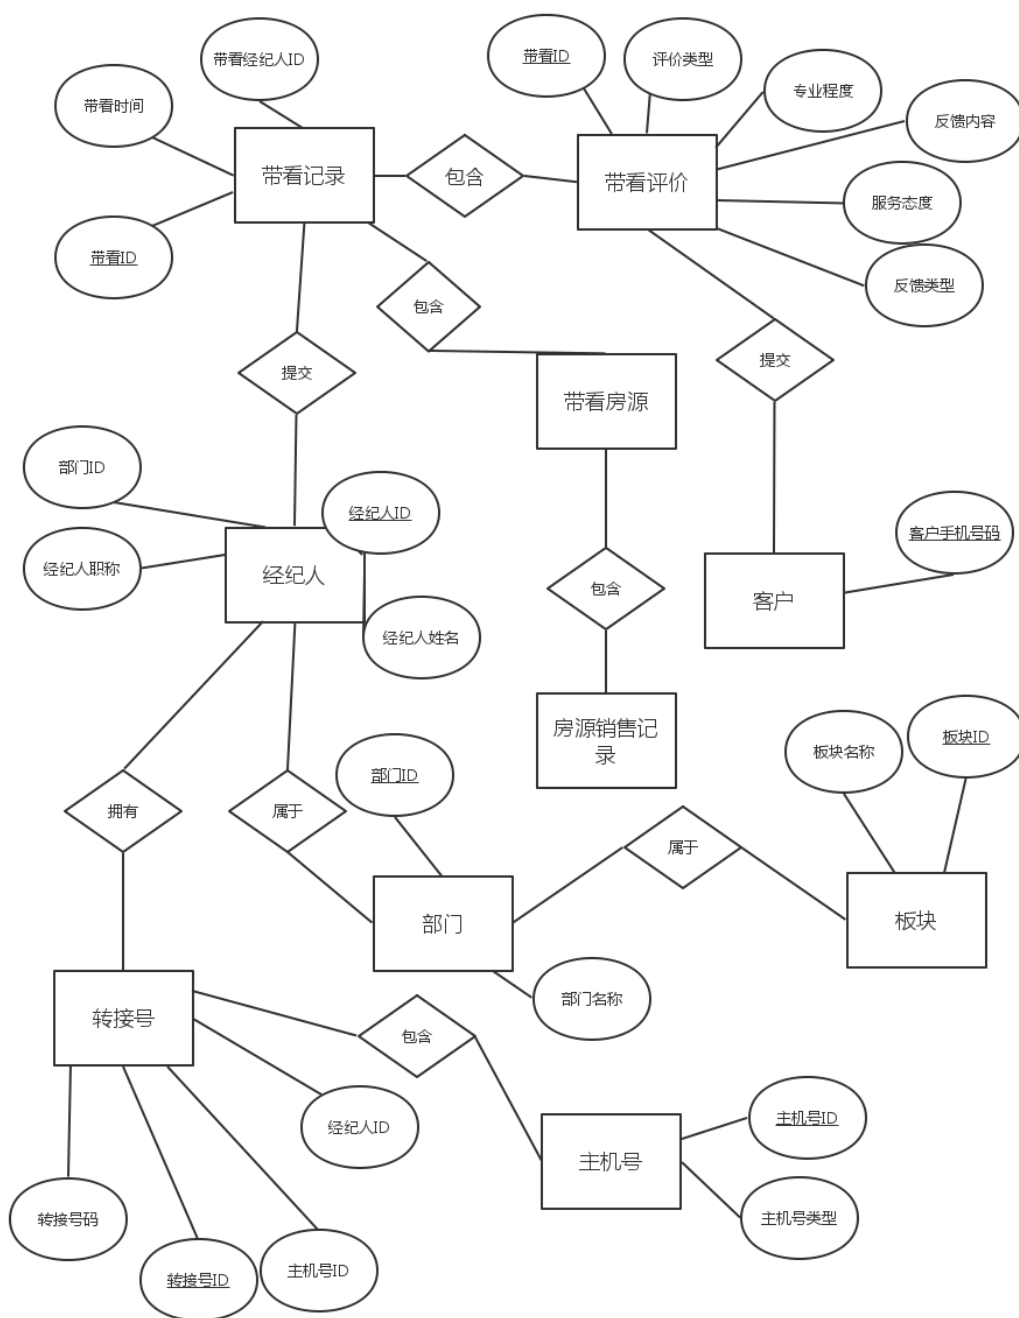 带看经纪人ID
带看ID
评价类型
带看时间
专业程度
反馈内容
带看记录
包含
带看评价
服务态度
带看ID
反馈类型
包含
提交
提交
带看房源
部门ID
经纪人ID
客户手机号码
经纪人职称
经纪人
包含
客户
经纪人姓名
房源销售记
录
板块名称
板块ID
部门ID
拥有
属于
属于
部门
板块
部门名称
转接号
包含
经纪人ID
主机号ID
主机号
转接号码
主机号类型
转接号ID
主机号ID